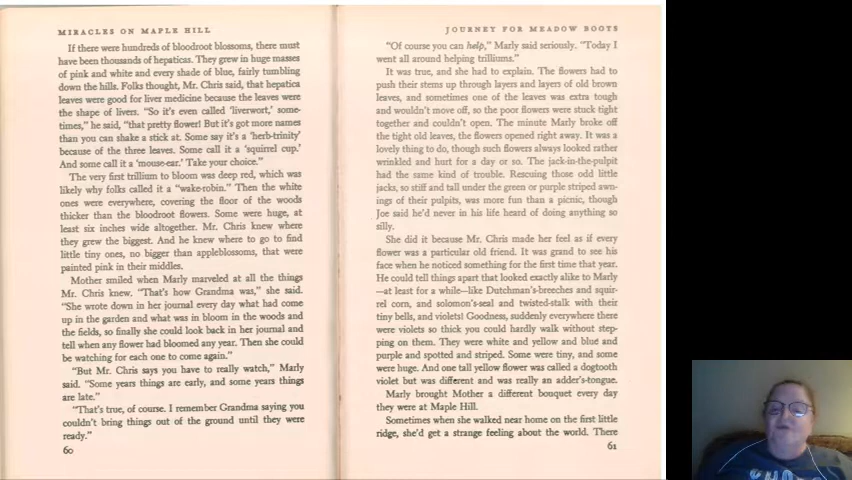 MIRACLES ON MAPLE HILL
If there were hundreds of bloodroot blossoms, there must
have been thousands of hepaticas. They grew in huge masses
of pink and white and every shade of blue, fairly tumbling
down the hills. Folks thought, Mr. Chris said, that hepatica
leaves were good for liver medicine because the leaves were
the shape of livers. “So it's even called ‘liverwort,’ some-
times,” he said, “that pretty flower! But it's got more names
than you can shake a stick at. Some say it's a ‘herb-trinity’
because of the three leaves. Some call it a ‘squirrel cup.’
And some call it a ‘mouse-ear.’ Take your choice.”
The very first trillium to bloom was deep red, which was
likely why folks called it a “wake-robin.” Then the white
ones were everywhere, covering the floor of the woods
thicker than the bloodroot flowers. Some were huge, at
least six inches wide altogether. Mr. Chris knew where
they grew the biggest. And he knew where to go to find
little tiny ones, no bigger than appleblossoms, that were
painted pink in their middles.
Mother smiled when Marly marveled at all the things
Mr. Chris knew. “That's how Grandma was,” she said.
“She wrote down in her journal every day what had come
up in the garden and what was in bloom in the woods and
the fields, so finally she could look back in her journal and
tell when any flower had bloomed any year. Then she could
be watching for each one to come again.”
“But Mr. Chris says you have to really watch,” Marly
said. “Some years things are early, and some years things
are late.”
“That's true, of course. I remember Grandma saying you
couldn't bring things out of the ground until they were
ready.”
60
JOURNEY FOR MEADOW BOOTS
“Of course you can help,” Marly said seriously. “Today I
went all around helping trilliums.”
It was true, and she had to explain. The flowers had to
push their stems up through layers and layers of old brown
leaves, and sometimes one of the leaves was extra tough
and wouldn't move off, so the poor flowers were stuck tight
together and couldn't open. The minute Marly broke off
the tight old leaves, the flowers opened right away. It was a
lovely thing to do, though such flowers always looked rather
wrinkled and hurt for a day or so. The jack-in-the-pulpit
had the same kind of trouble. Rescuing those odd little
jacks, so stiff and tall under the green or purple striped awn-
ings of their pulpits, was more fun than a picnic, though
Joe said he'd never in his life heard of doing anything so
silly.
She did it because Mr. Chris made her feel as if every
flower was a particular old friend. It was grand to see his
face when he noticed something for the first time that year.
He could tell things apart that looked exactly alike to Marly
—at least for a while—like Dutchman's-breeches and squir-
rel corn, and solomon's-seal and twisted-stalk with their
tiny bells, and violets! Goodness, suddenly everywhere there
were violets so thick you could hardly walk without step-
ping on them. They were white and yellow and blue and
purple and spotted and striped. Some were tiny, and some
were huge. And one tall yellow flower was called a dogtooth
violet but was different and was really an adder's-tongue.
Marly brought Mother a different bouquet every day
they were at Maple Hill.
Sometimes when she walked near home on the first little
ridge, she'd get a strange feeling about the world. There
61